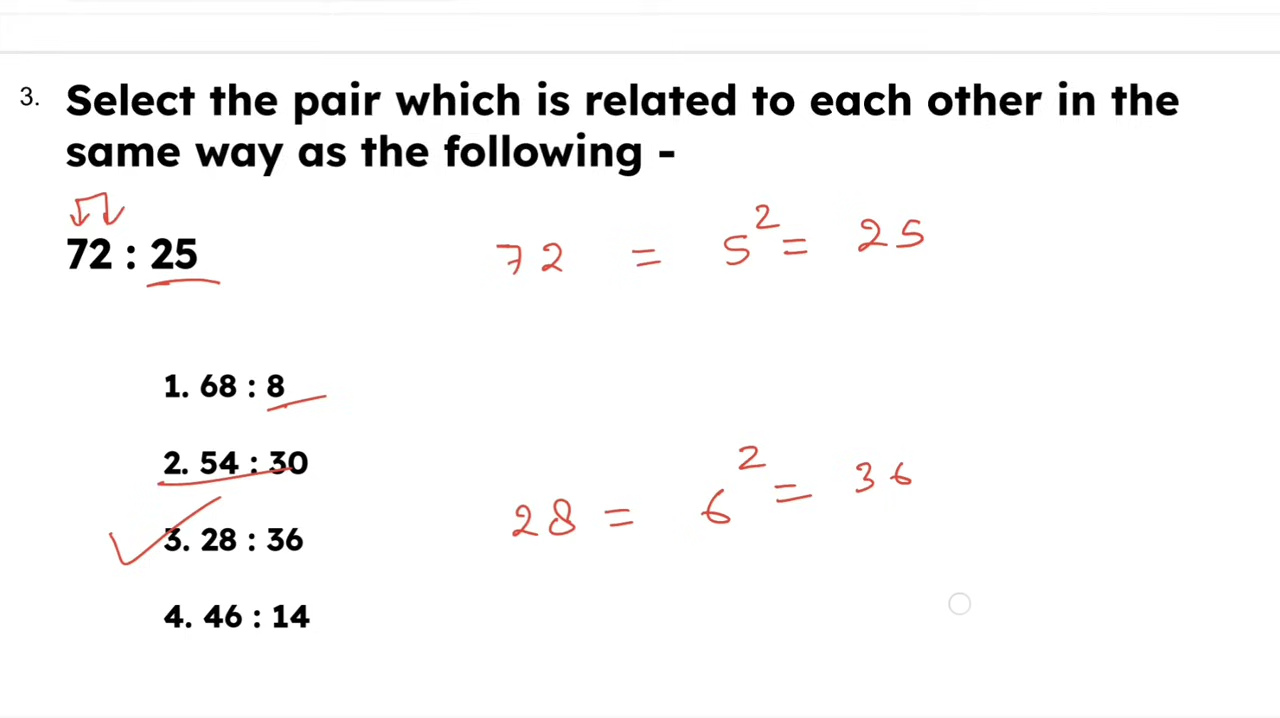 3. Select the pair which is related to each other in the
same way as the following -
72 : 25
72 = 5² = 25
1. 68 : 8
2. 54 : 30
3. 28 : 36
28 = 6² = 36
4. 46 : 14